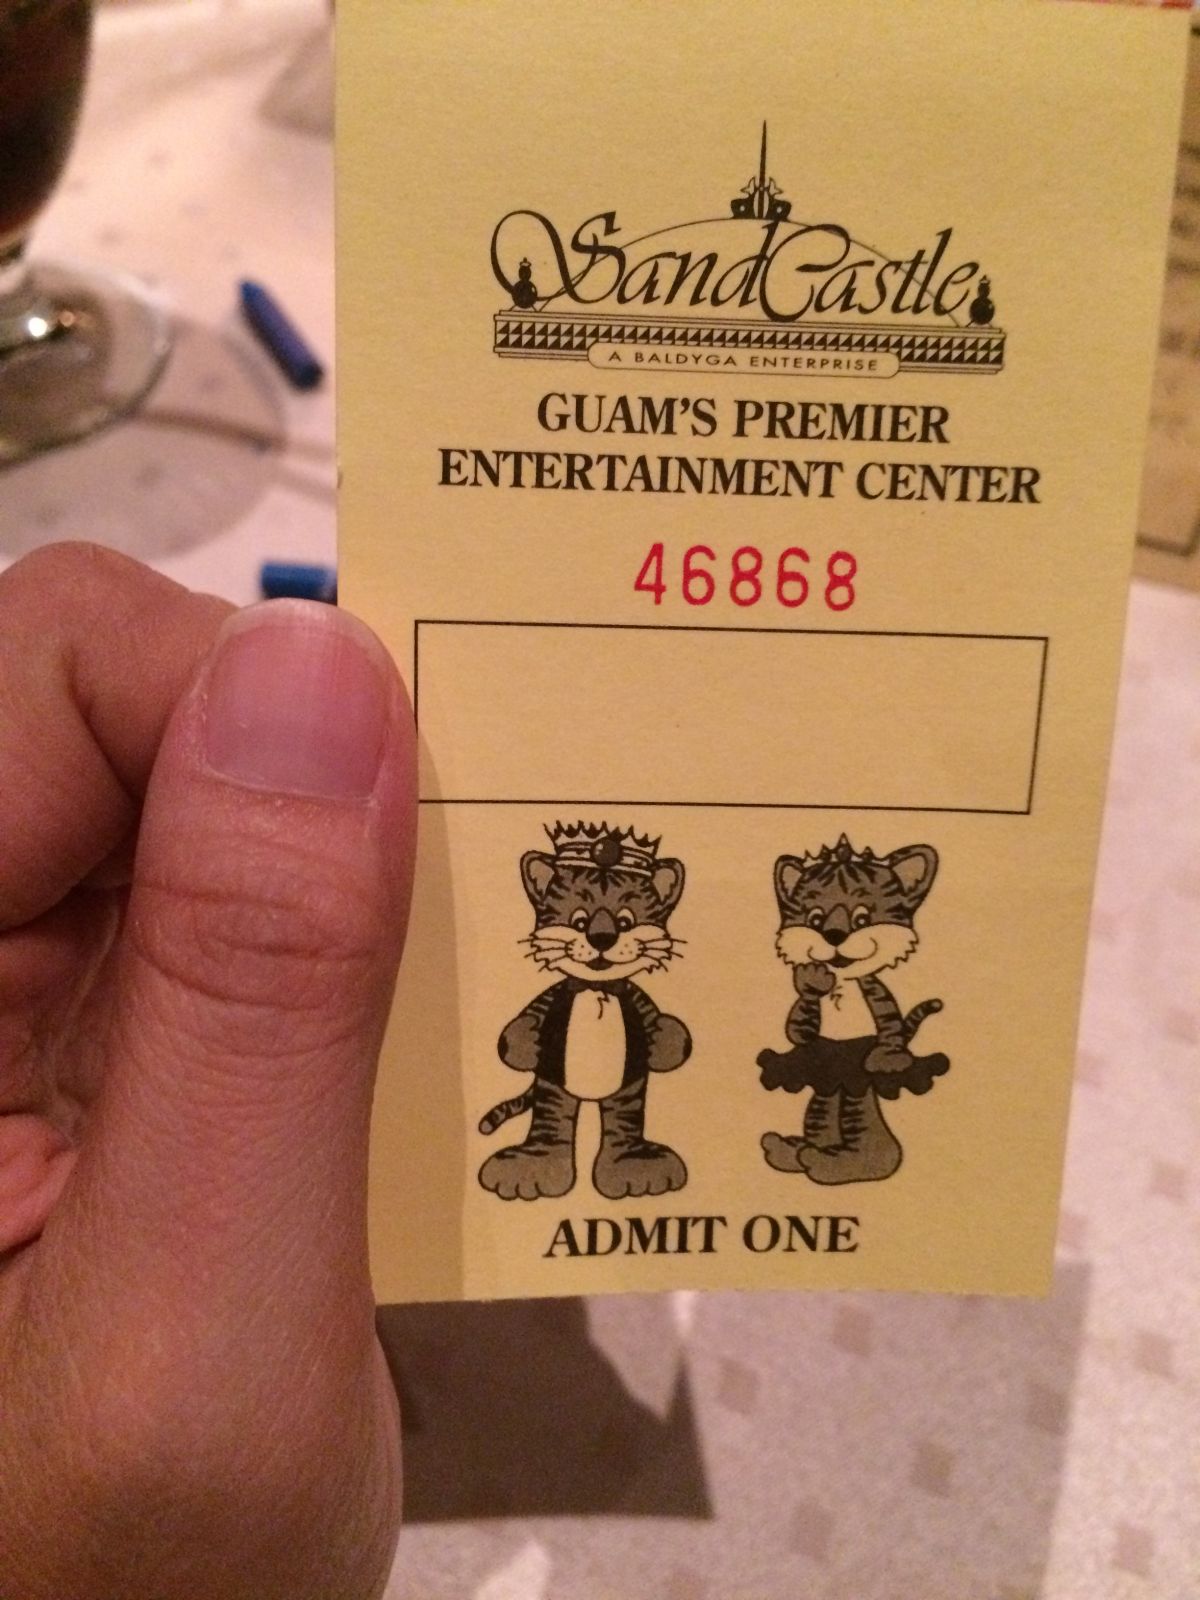 SandCastle
A BALDYGA ENTERPRISE
GUAM'S PREMIER
ENTERTAINMENT CENTER
46868
ADMIT ONE